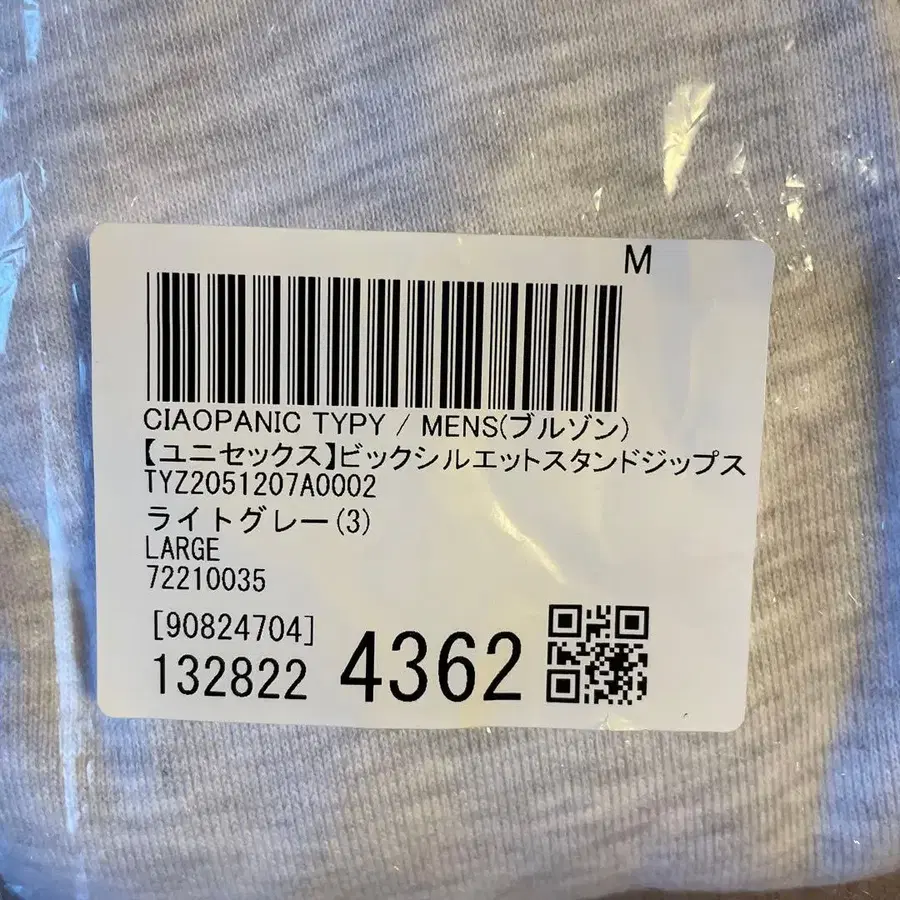 M
CIAOPANIC TYPY / MENS(ブルゾン)
【ユニセックス】ビックシルエットスタンドジップス
TYZ2051207A0002
ライトグレー(3)
LARGE
72210035
[90824704]
132822 4362